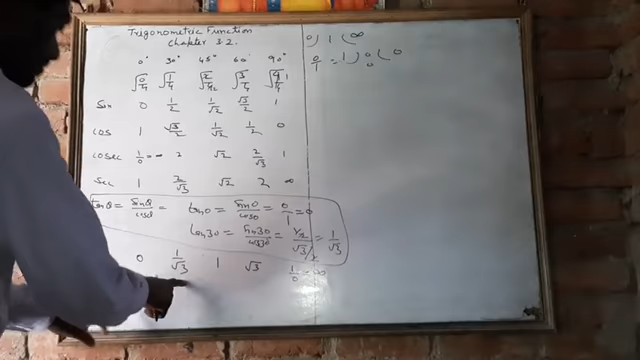 Trigonometric Function
Chapter 3.2.
0° 30° 45° 60° 90°
√0/4 √1/4 √2/4 √3/4 √4/4 1
Sin 0 1/2 1/√2 √3/2 1
cos 1 √3/2 1/√2 1/2 0
cosec 1/0 = ∞ 2 √2 2/√3 1
Sec 1 2/√3 √2 2 ∞
tanθ = sinθ/cosθ = tan0 = sin0/cos0 = 0/1 = 0
tan30 = sin30/cos30 = 1/2/√3/2 = 1/√3
0 1/√3 1 √3 1/0 = ∞
0) 1 ( ∞
0/1 = 1) 0 ( 0
0